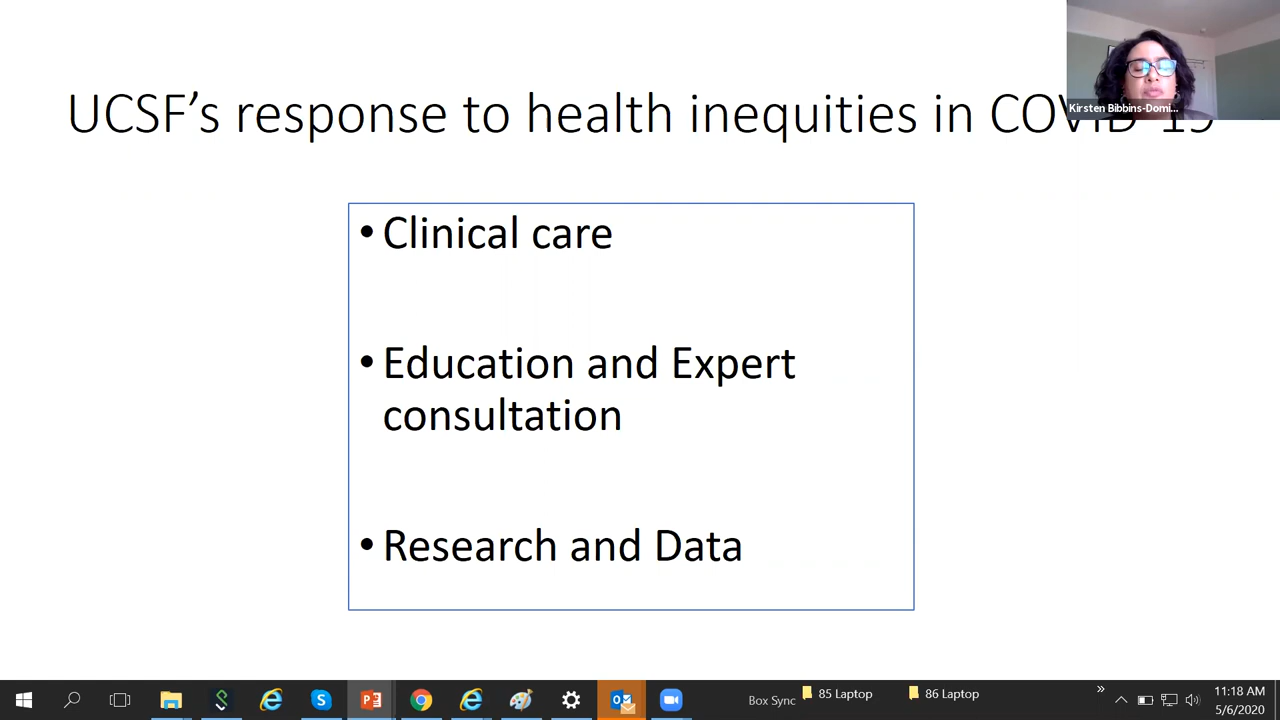 UCSF's response to health inequities in COVID-19
Kirsten Bibbins-Domi...
• Clinical care
• Education and Expert
consultation
• Research and Data
Box Sync
85 Laptop
86 Laptop
11:18 AM
5/6/2020